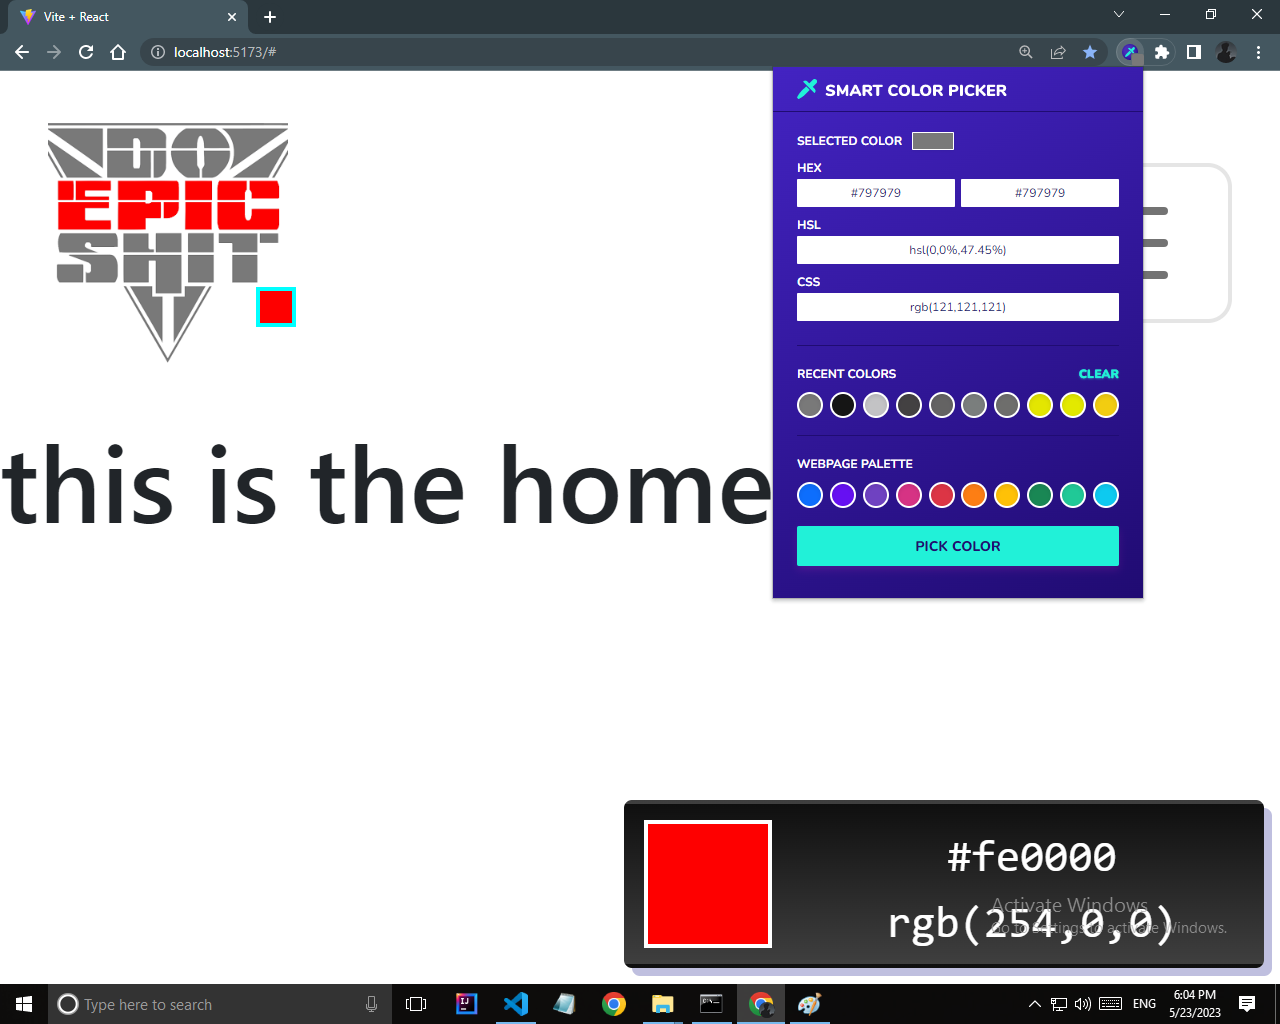 Vite + React
localhost:5173/#
SMART COLOR PICKER
SELECTED COLOR
HEX
#797979
#797979
HSL
hsl(0,0%,47.45%)
CSS
rgb(121,121,121)
RECENT COLORS
CLEAR
WEBPAGE PALETTE
PICK COLOR
DO
EPIC
SHIT
this is the home
#fe0000
rgb(254,0,0)
Activate Windows
Go to Settings to activate Windows.
Type here to search
IJ
C:\_
ENG
6:04 PM
5/23/2023